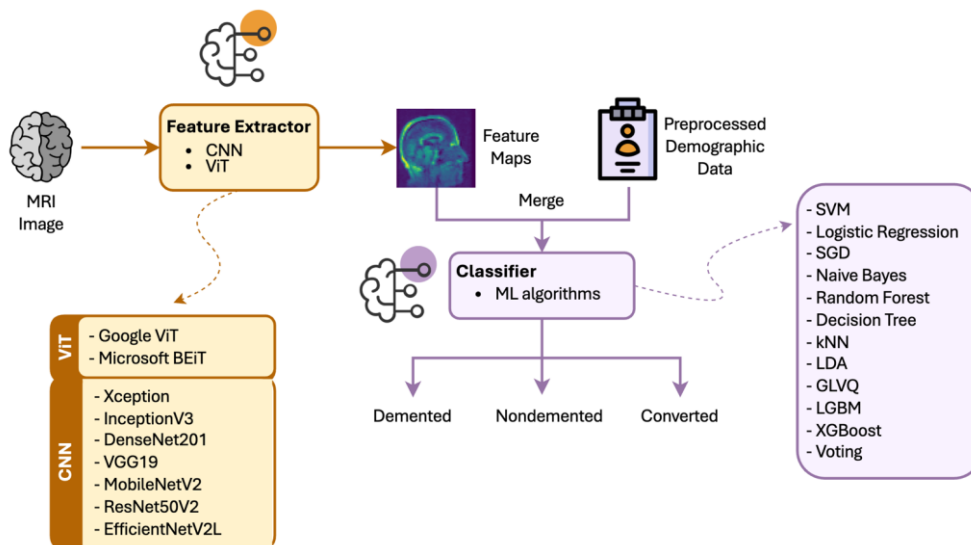 MRI
Image
Feature Extractor
• CNN
• ViT
Feature
Maps
Preprocessed
Demographic
Data
Merge
Classifier
• ML algorithms
Demented
Nondemented
Converted
ViT
- Google ViT
- Microsoft BEiT
CNN
- Xception
- InceptionV3
- DenseNet201
- VGG19
- MobileNetV2
- ResNet50V2
- EfficientNetV2L
- SVM
- Logistic Regression
- SGD
- Naive Bayes
- Random Forest
- Decision Tree
- kNN
- LDA
- GLVQ
- LGBM
- XGBoost
- Voting